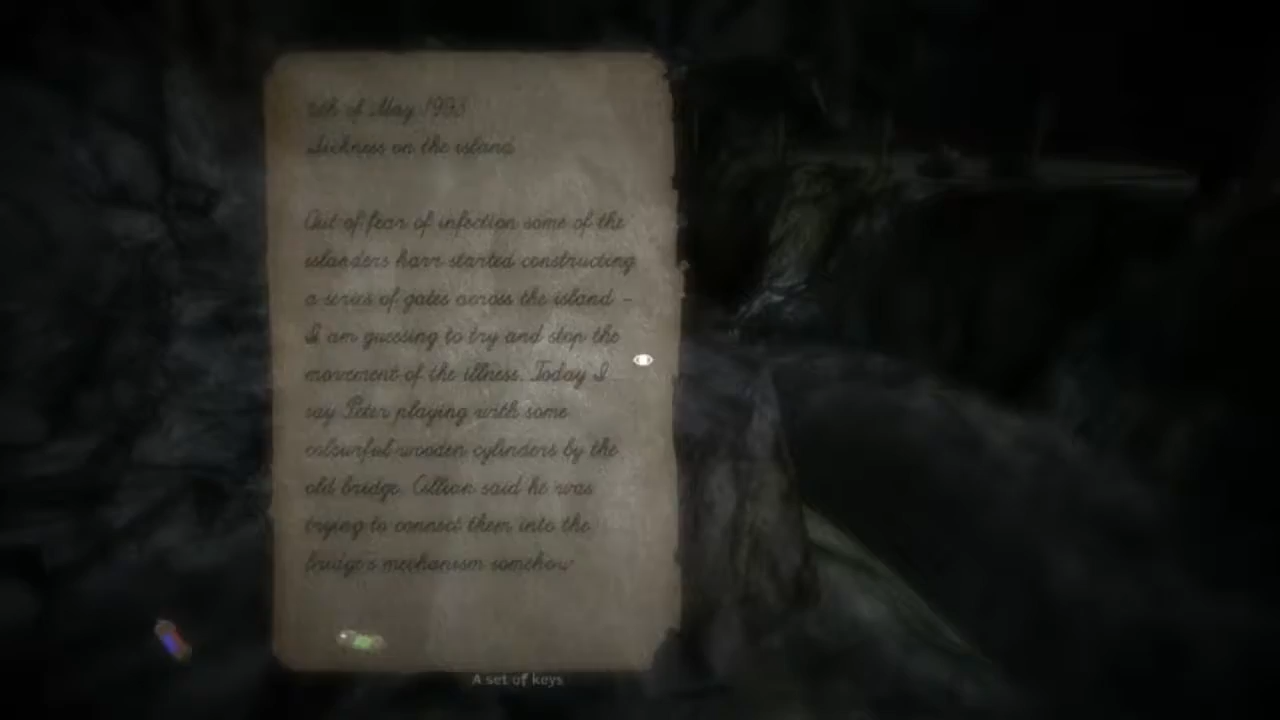 of May 1993
Sickness on the island
Out of fear of infection some of the
islanders have started constructing
a series of gates across the island –
I am guessing to try and stop the
movement of the illness. Today I
say Peter playing with some
colourful wooden cylinders by the
old bridge. Cillian said he was
trying to connect them into the
bridge's mechanism somehow
A set of keys